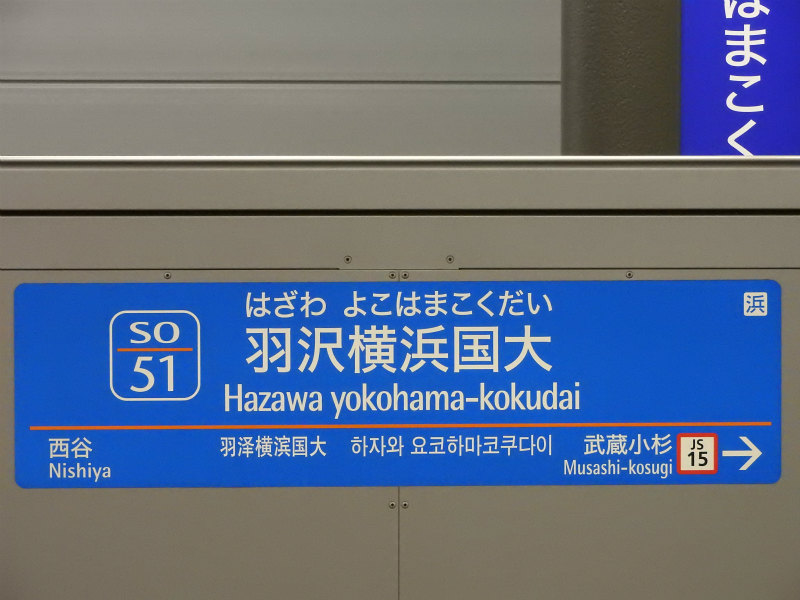 はまこく
はざわ よこはまこくだい
浜
SO
51
羽沢横浜国大
Hazawa yokohama-kokudai
西谷
Nishiya
羽泽横滨国大
하자와 요코하마코쿠다이
武蔵小杉
Musashi-kosugi
JS
15